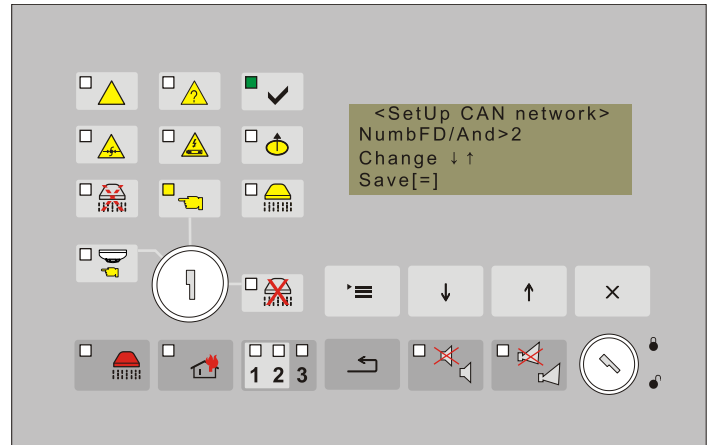 ?
<SetUp CAN network>
NumbFD/And>2
Change ↓↑
Save[=]
1 2 3